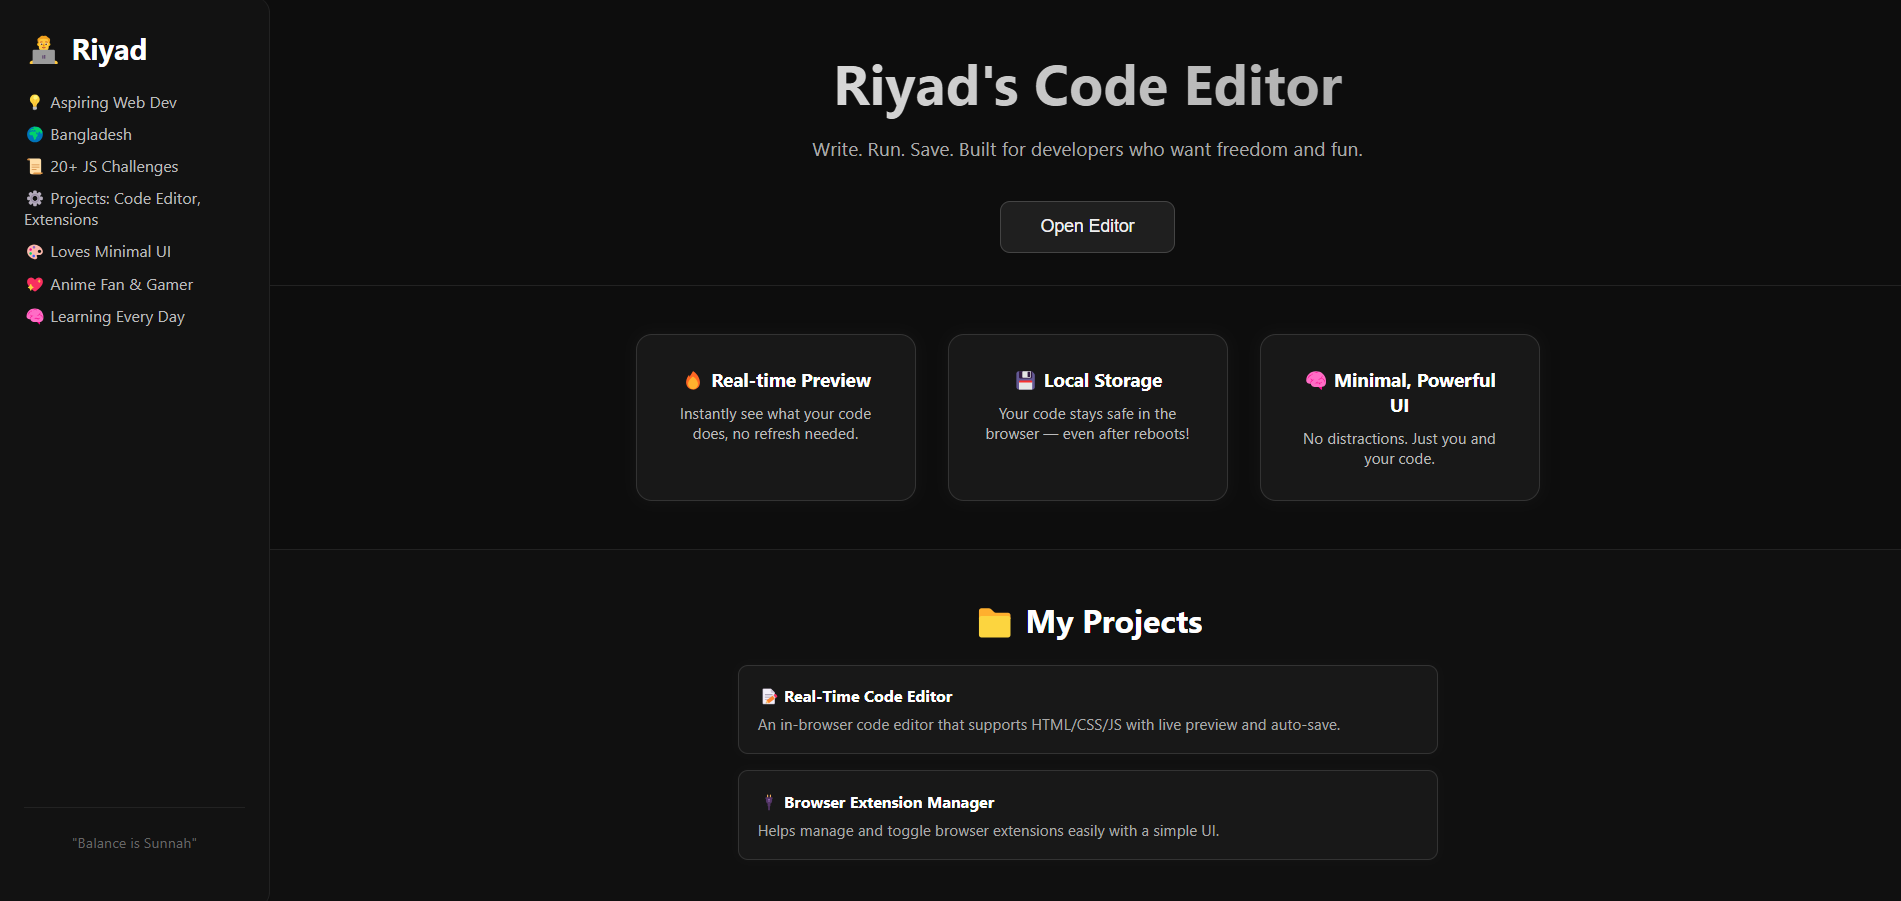 Riyad
Aspiring Web Dev
Bangladesh
20+ JS Challenges
Projects: Code Editor,
Extensions
Loves Minimal UI
Anime Fan & Gamer
Learning Every Day
"Balance is Sunnah"
Riyad's Code Editor
Write. Run. Save. Built for developers who want freedom and fun.
Open Editor
Real-time Preview
Instantly see what your code
does, no refresh needed.
Local Storage
Your code stays safe in the
browser — even after reboots!
Minimal, Powerful
UI
No distractions. Just you and
your code.
My Projects
Real-Time Code Editor
An in-browser code editor that supports HTML/CSS/JS with live preview and auto-save.
Browser Extension Manager
Helps manage and toggle browser extensions easily with a simple UI.